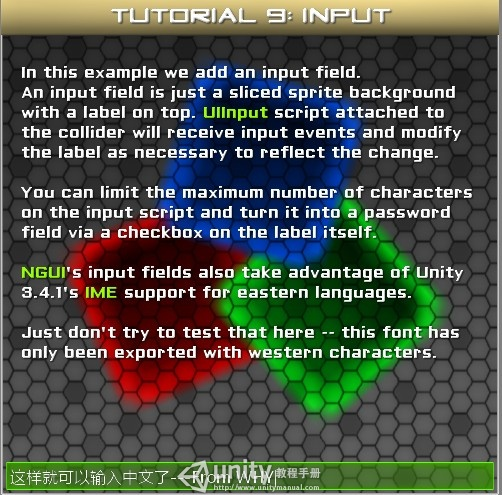 TUTORIAL 9: INPUT
In this example we add an input field.
An input field is just a sliced sprite background
with a label on top. UIInput script attached to
the collider will receive input events and modify
the label as necessary to reflect the change.
You can limit the maximum number of characters
on the input script and turn it into a password
field via a checkbox on the label itself.
NGUI's input fields also take advantage of Unity
3.4.1's IME support for eastern languages.
Just don't try to test that here -- this font has
only been exported with western characters.
这样就可以输入中文了-- From WHY|
unity 教程手册
http://www.unitymanual.com